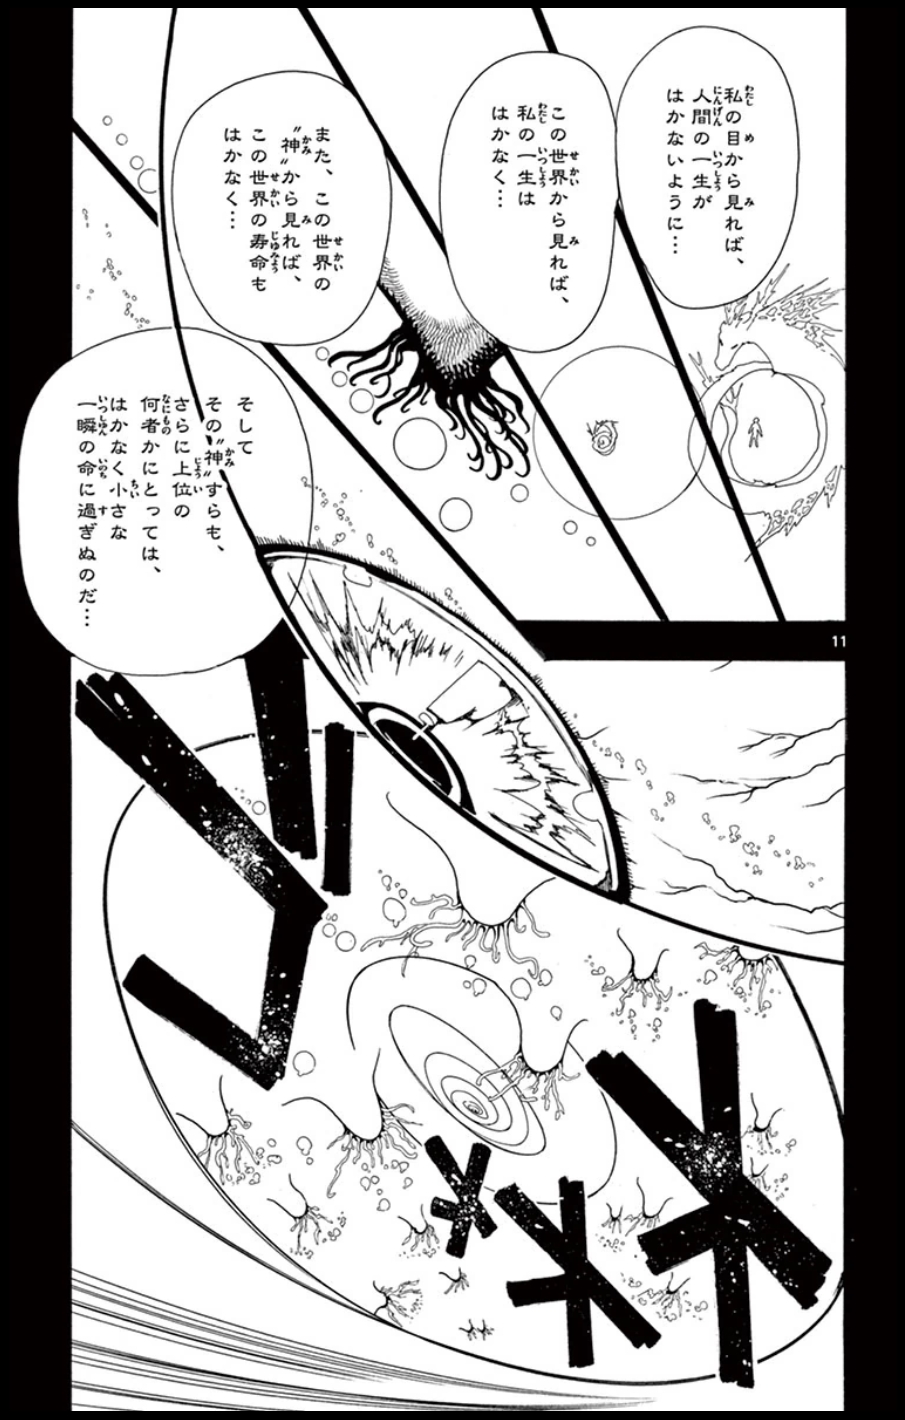 私の目から見れば、
人間の一生が
はかないように…
この世界から見れば、
私の一生は
はかなく…
また、この世界の
〝神〟から見れば、
この世界の寿命も
はかなく…
そして
その〝神〟すらも、
さらに上位の
何者かにとっては、
はかなく小さな
一瞬の命に過ぎぬのだ…
11